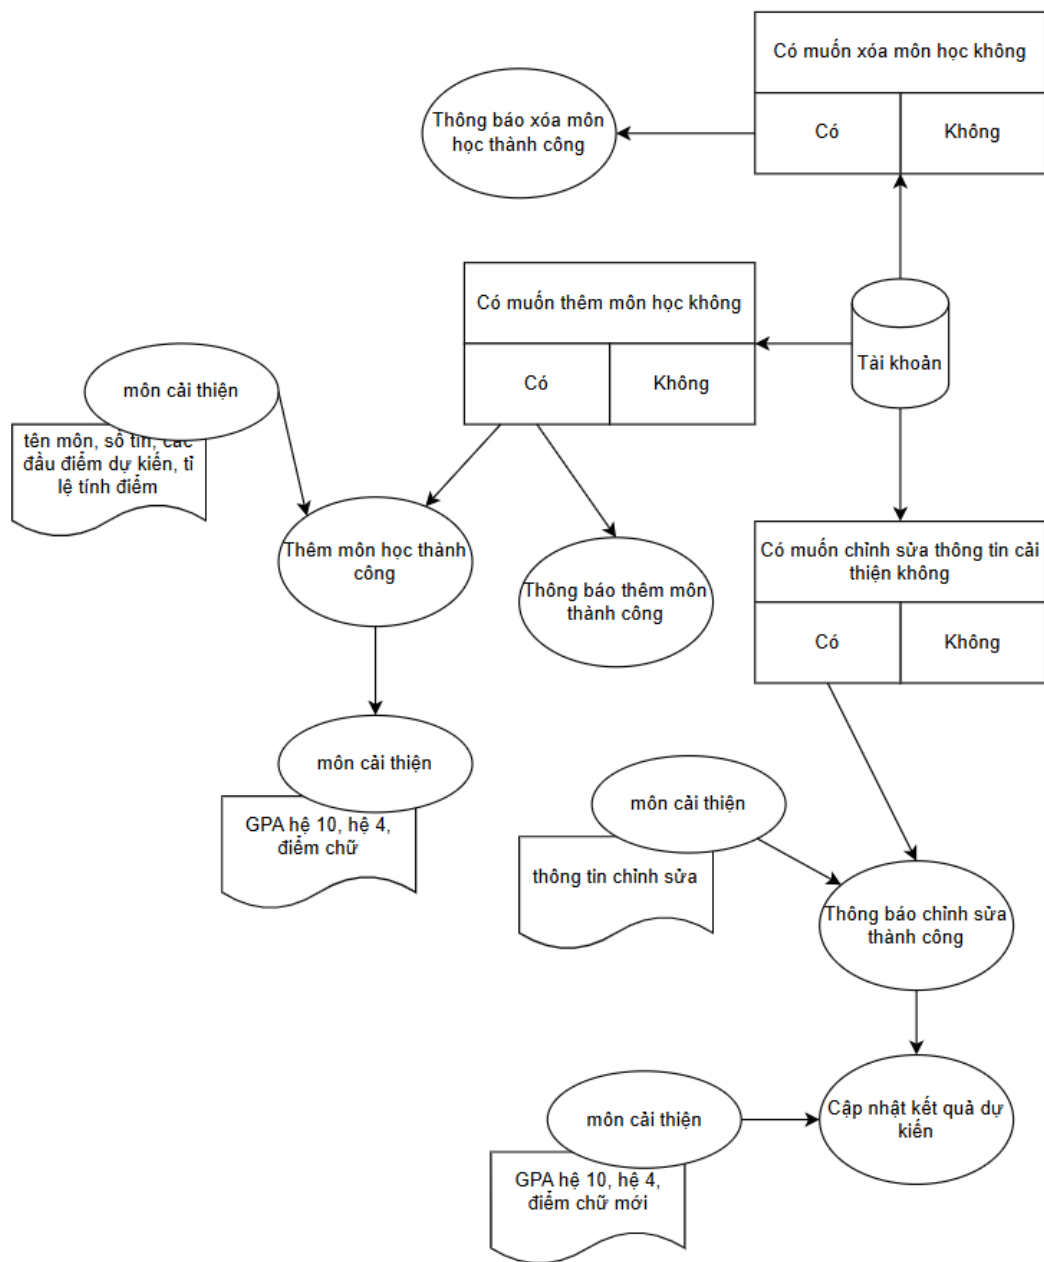 Có muốn xóa môn học không
Có
Không
Thông báo xóa môn
học thành công
Có muốn thêm môn học không
Có
Không
Tài khoản
môn cải thiện
tên môn, số tín, các
đầu điểm dự kiến, tỉ
lệ tính điểm
Thêm môn học thành
công
Thông báo thêm môn
thành công
Có muốn chỉnh sửa thông tin cải
thiện không
Có
Không
môn cải thiện
GPA hệ 10, hệ 4,
điểm chữ
môn cải thiện
thông tin chỉnh sửa
Thông báo chỉnh sửa
thành công
môn cải thiện
GPA hệ 10, hệ 4,
điểm chữ mới
Cập nhật kết quả dự
kiến